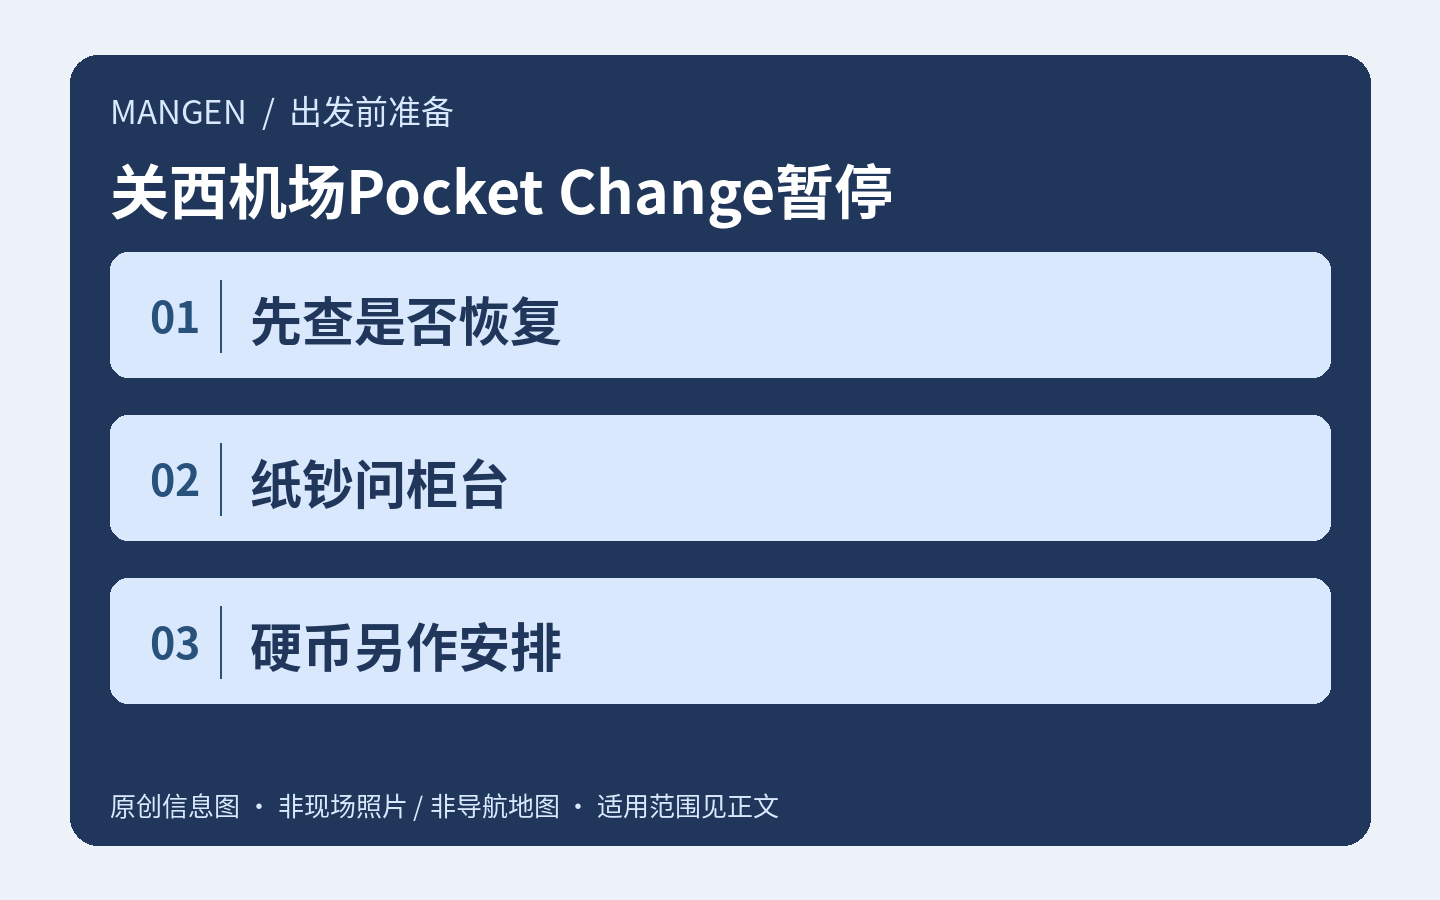 MANGEN / 出发前准备
关西机场Pocket Change暂停
01 先查是否恢复
02 纸钞问柜台
03 硬币另作安排
原创信息图 · 非现场照片 / 非导航地图 · 适用范围见正文